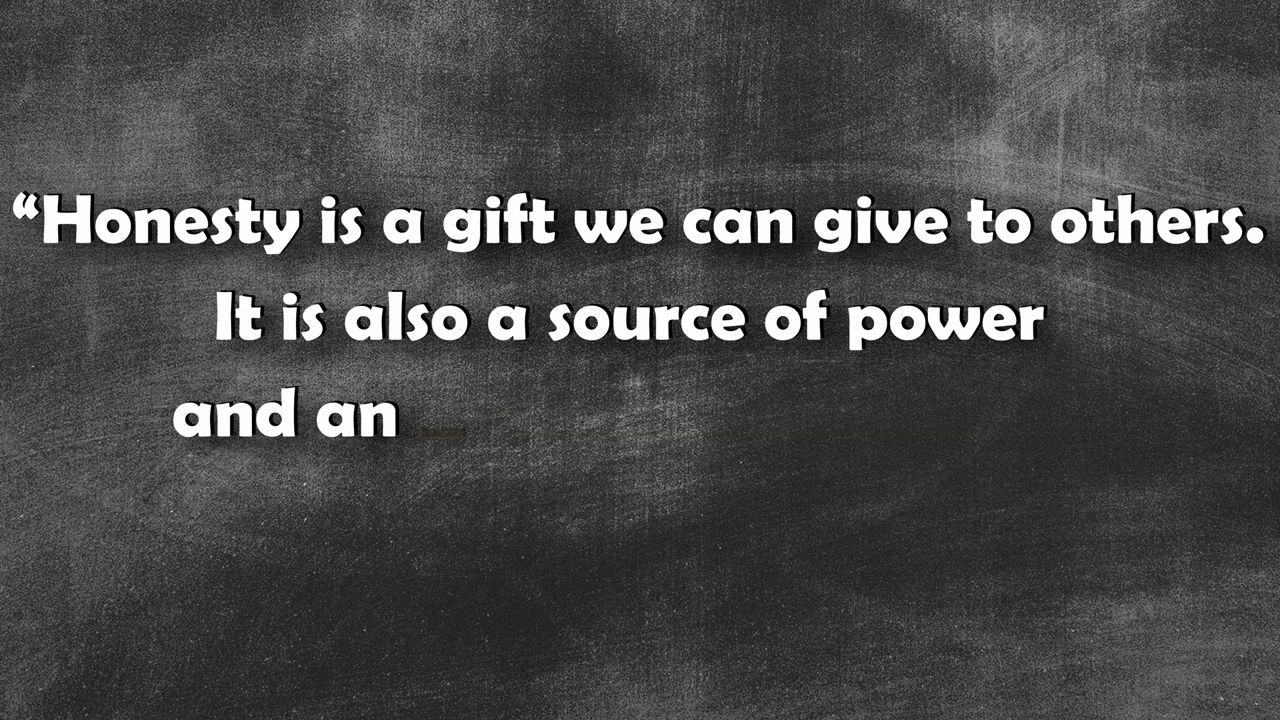 “Honesty is a gift we can give to others.
It is also a source of power
and an